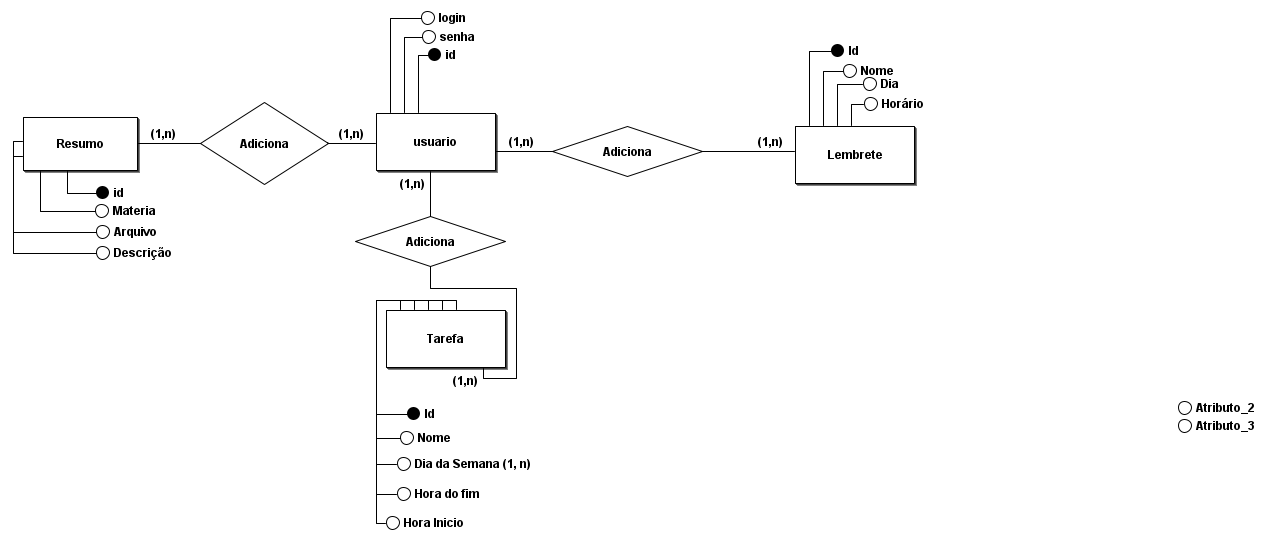 login
senha
id
Id
Nome
Dia
Horário
Resumo
(1,n)
Adiciona
(1,n)
usuario
(1,n)
Adiciona
(1,n)
Lembrete
(1,n)
id
Materia
Arquivo
Descrição
Adiciona
Tarefa
(1,n)
Id
Nome
Dia da Semana (1, n)
Hora do fim
Hora Inicio
Atributo_2
Atributo_3